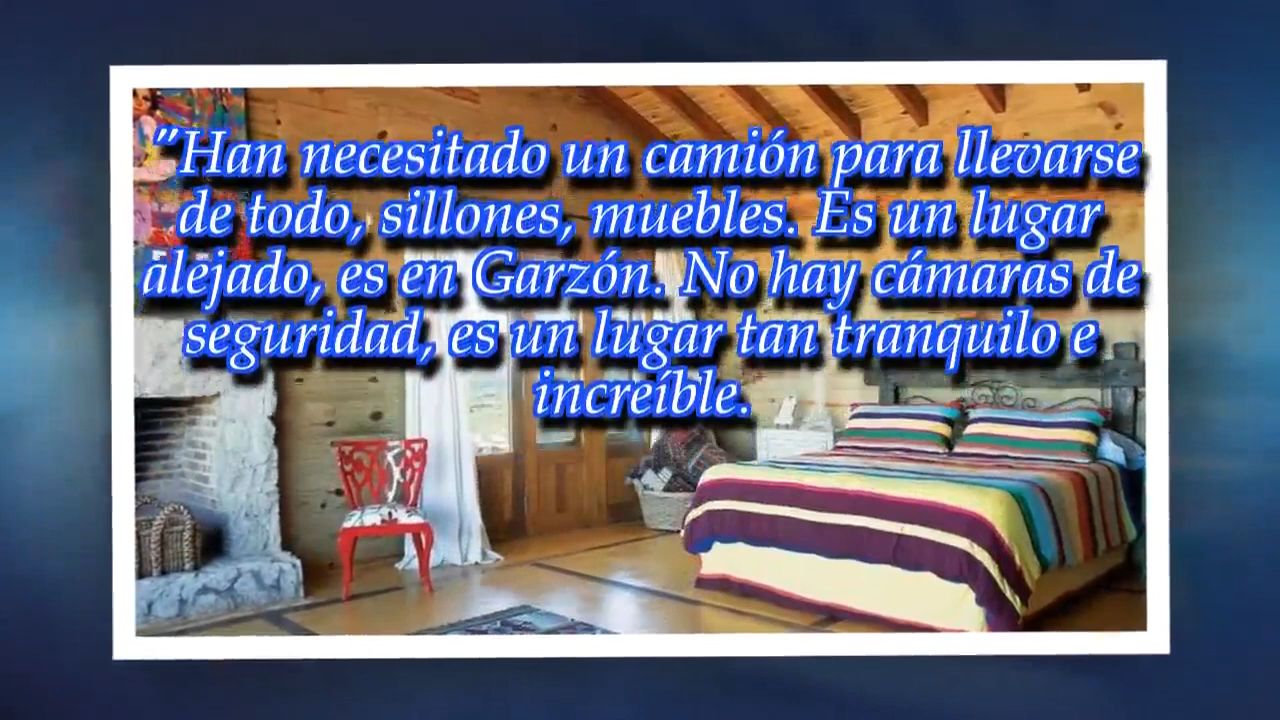 "Han necesitado un camión para llevarse
de todo, sillones, muebles. Es un lugar
alejado, es en Garzón. No hay cámaras de
seguridad, es un lugar tan tranquilo e
increíble.